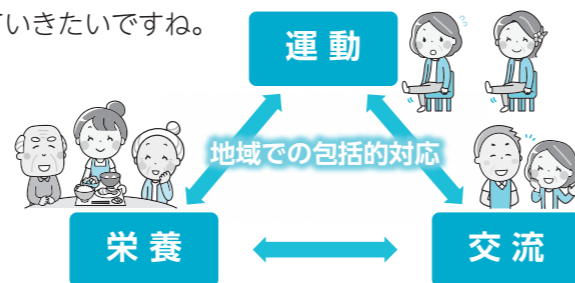 いきたいですね。
運動
地域での包括的対応
栄養
交流